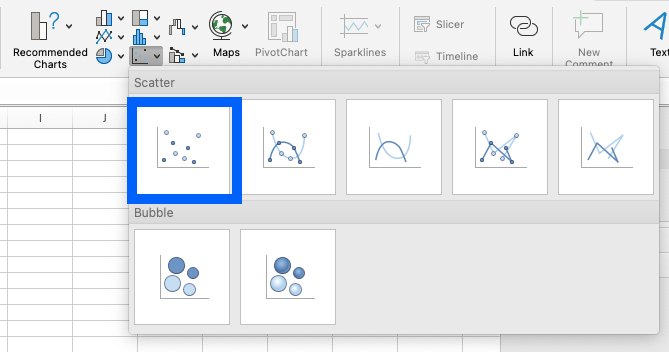 Recommended
Charts
Maps
PivotChart
Sparklines
Slicer
Timeline
Link
New
Comment
Text
Scatter
Bubble
I
J